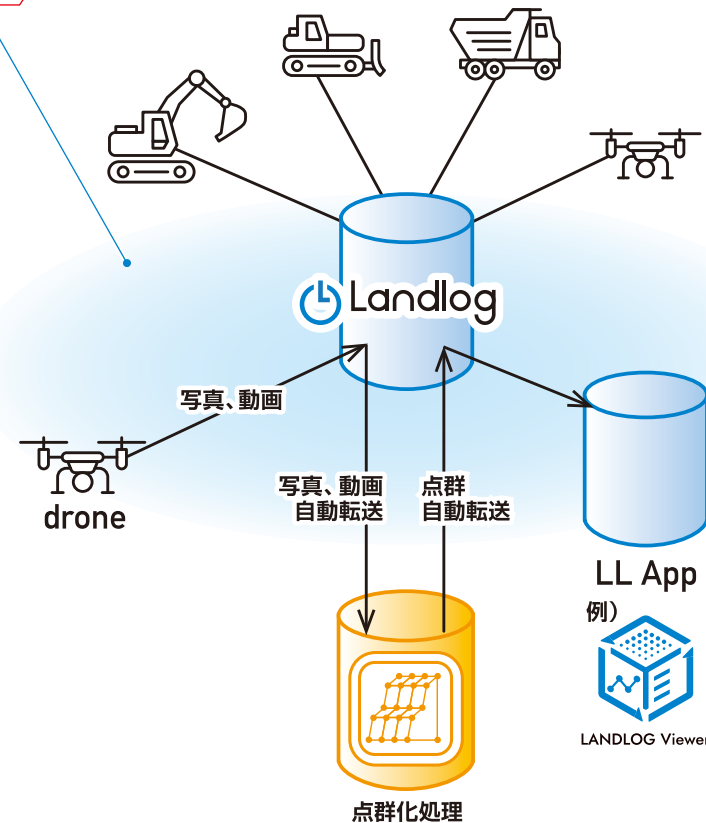 Landlog
写真、動画
drone
写真、動画
自動転送
点群
自動転送
LL App
例）
LANDLOG Viewer
点群化処理